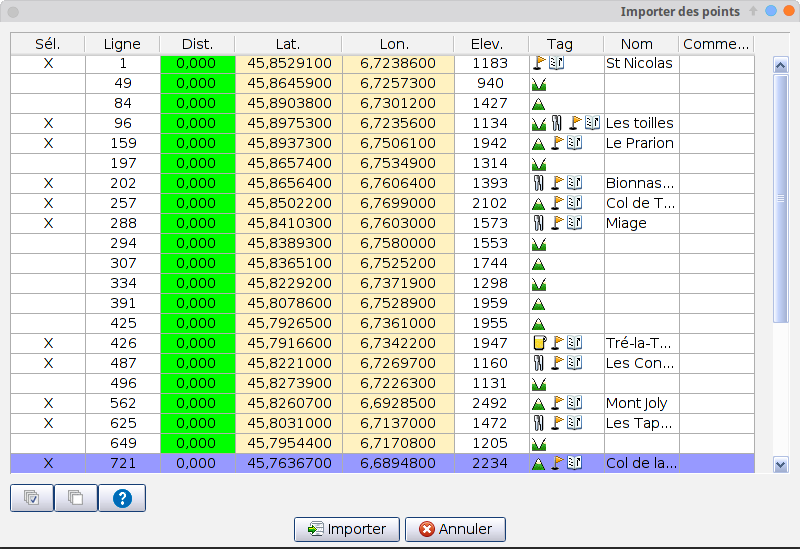 Importer des points
Sél. Ligne Dist. Lat. Lon. Elev. Tag Nom Comme...
X 1 0,000 45,8529100 6,7238600 1183 St Nicolas
49 0,000 45,8645900 6,7257300 940
84 0,000 45,8903800 6,7301200 1427
X 96 0,000 45,8975300 6,7235600 1134 Les toilles
X 159 0,000 45,8937300 6,7506100 1942 Le Prarion
197 0,000 45,8657400 6,7534900 1314
X 202 0,000 45,8656400 6,7606400 1393 Bionnas...
X 257 0,000 45,8502200 6,7699000 2102 Col de T...
X 288 0,000 45,8410300 6,7603000 1573 Miage
294 0,000 45,8389300 6,7580000 1553
307 0,000 45,8365100 6,7525200 1744
334 0,000 45,8229200 6,7371900 1298
391 0,000 45,8078600 6,7528900 1959
425 0,000 45,7926500 6,7361000 1955
X 426 0,000 45,7916600 6,7342200 1947 Tré-la-T...
X 487 0,000 45,8221000 6,7269700 1160 Les Con...
496 0,000 45,8273900 6,7226300 1131
X 562 0,000 45,8260700 6,6928500 2492 Mont Joly
X 625 0,000 45,8031000 6,7137000 1472 Les Tap...
649 0,000 45,7954400 6,7170800 1205
X 721 0,000 45,7636700 6,6894800 2234 Col de la...
?
Importer Annuler